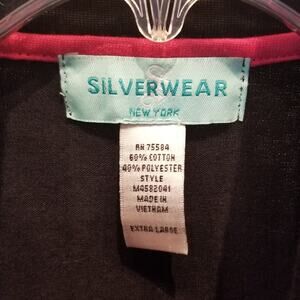 SILVERWEAR
NEW YORK
RN 75584
60% COTTON
40% POLYESTER
STYLE
M4582041
MADE IN
VIETNAM
EXTRA LARGE